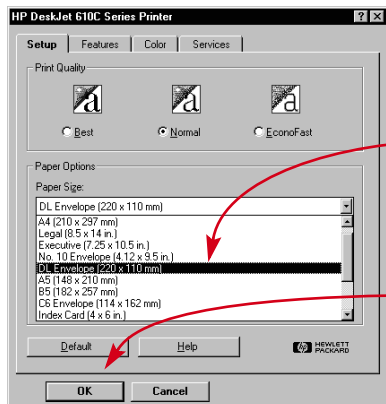 HP DeskJet 610C Series Printer
Setup Features Color Services
Print Quality
a a a
Best Normal EconoFast
Paper Options
Paper Size:
DL Envelope (220 x 110 mm)
A4 (210 x 297 mm)
Legal (8.5 x 14 in.)
Executive (7.25 x 10.5 in.)
No. 10 Envelope (4.12 x 9.5 in.)
DL Envelope (220 x 110 mm)
A5 (148 x 210 mm)
B5 (182 x 257 mm)
C6 Envelope (114 x 162 mm)
Index Card (4 x 6 in.)
Default Help hp HEWLETT
PACKARD
OK Cancel